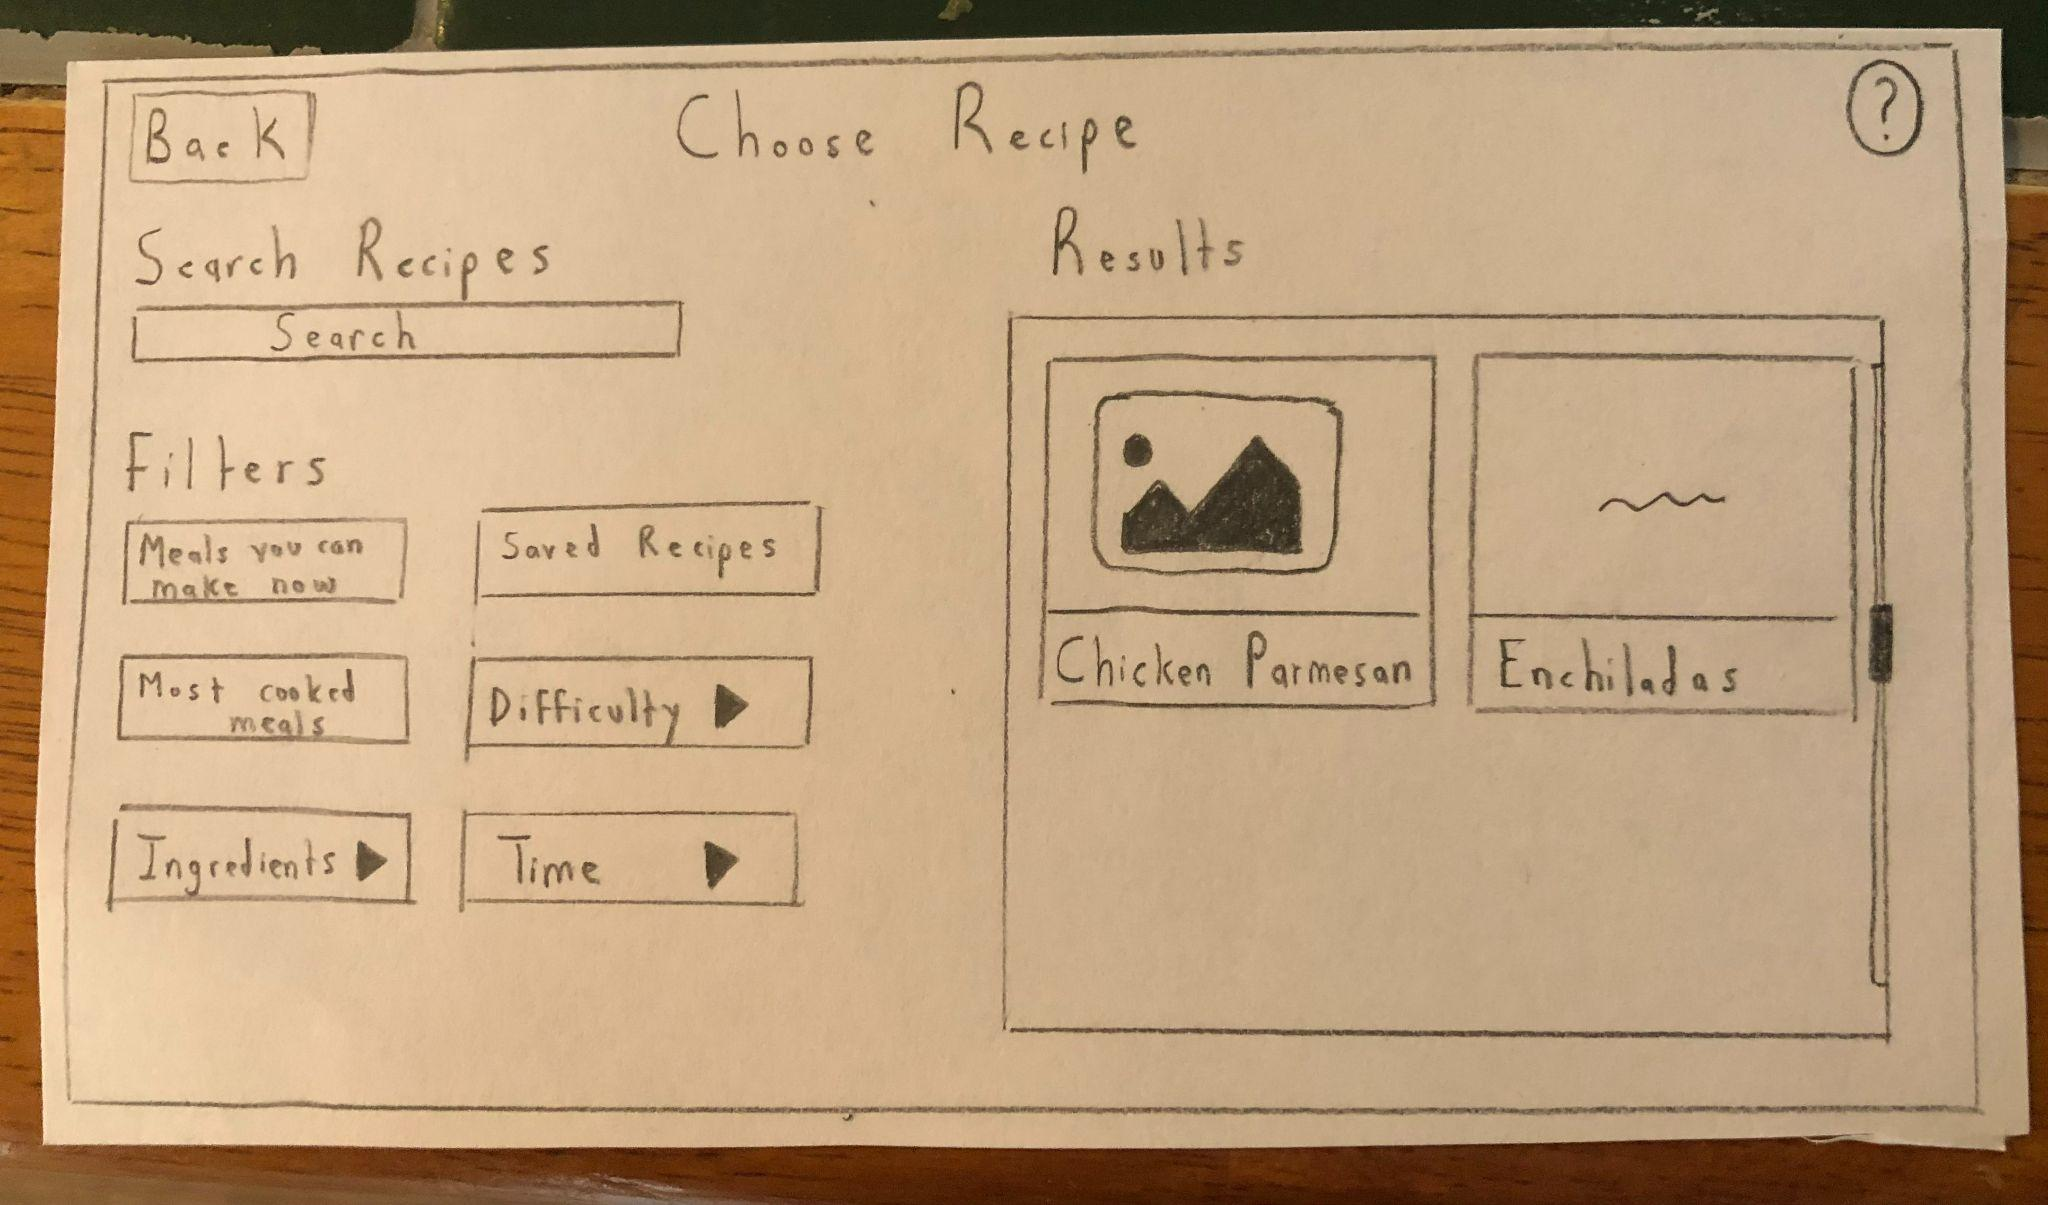 Back
Choose Recipe
?
Search Recipes
Search
Filters
Meals you can
make now
Saved Recipes
Most cooked
meals
Difficulty
Ingredients
Time
Results
Chicken Parmesan
Enchiladas